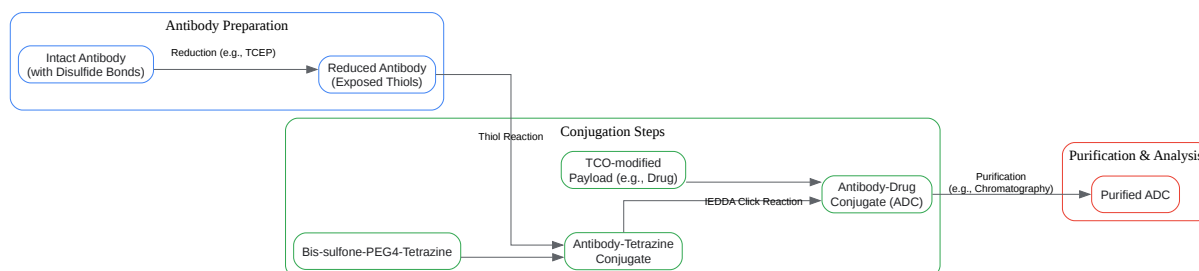 Antibody Preparation
Intact Antibody
(with Disulfide Bonds)
Reduction (e.g., TCEP)
Reduced Antibody
(Exposed Thiols)
Thiol Reaction
Conjugation Steps
TCO-modified
Payload (e.g., Drug)
IEDDA Click Reaction
Antibody-Drug
Conjugate (ADC)
Bis-sulfone-PEG4-Tetrazine
Antibody-Tetrazine
Conjugate
Purification
(e.g., Chromatography)
Purification & Analysis
Purified ADC